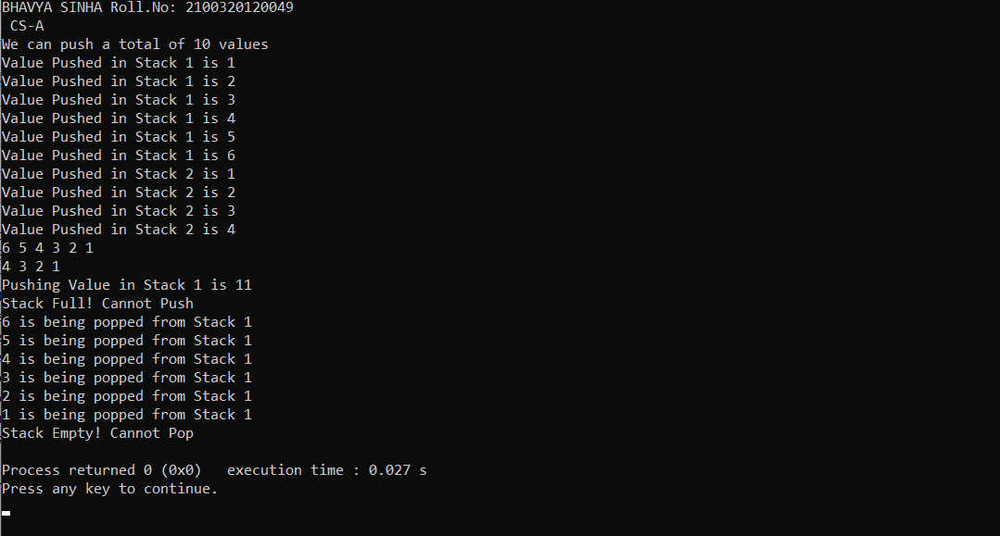 BHAVYA SINHA Roll.No: 2100320120049
CS-A
We can push a total of 10 values
Value Pushed in Stack 1 is 1
Value Pushed in Stack 1 is 2
Value Pushed in Stack 1 is 3
Value Pushed in Stack 1 is 4
Value Pushed in Stack 1 is 5
Value Pushed in Stack 1 is 6
Value Pushed in Stack 2 is 1
Value Pushed in Stack 2 is 2
Value Pushed in Stack 2 is 3
Value Pushed in Stack 2 is 4
6 5 4 3 2 1
4 3 2 1
Pushing Value in Stack 1 is 11
Stack Full! Cannot Push
6 is being popped from Stack 1
5 is being popped from Stack 1
4 is being popped from Stack 1
3 is being popped from Stack 1
2 is being popped from Stack 1
1 is being popped from Stack 1
Stack Empty! Cannot Pop
Process returned 0 (0x0)   execution time : 0.027 s
Press any key to continue.